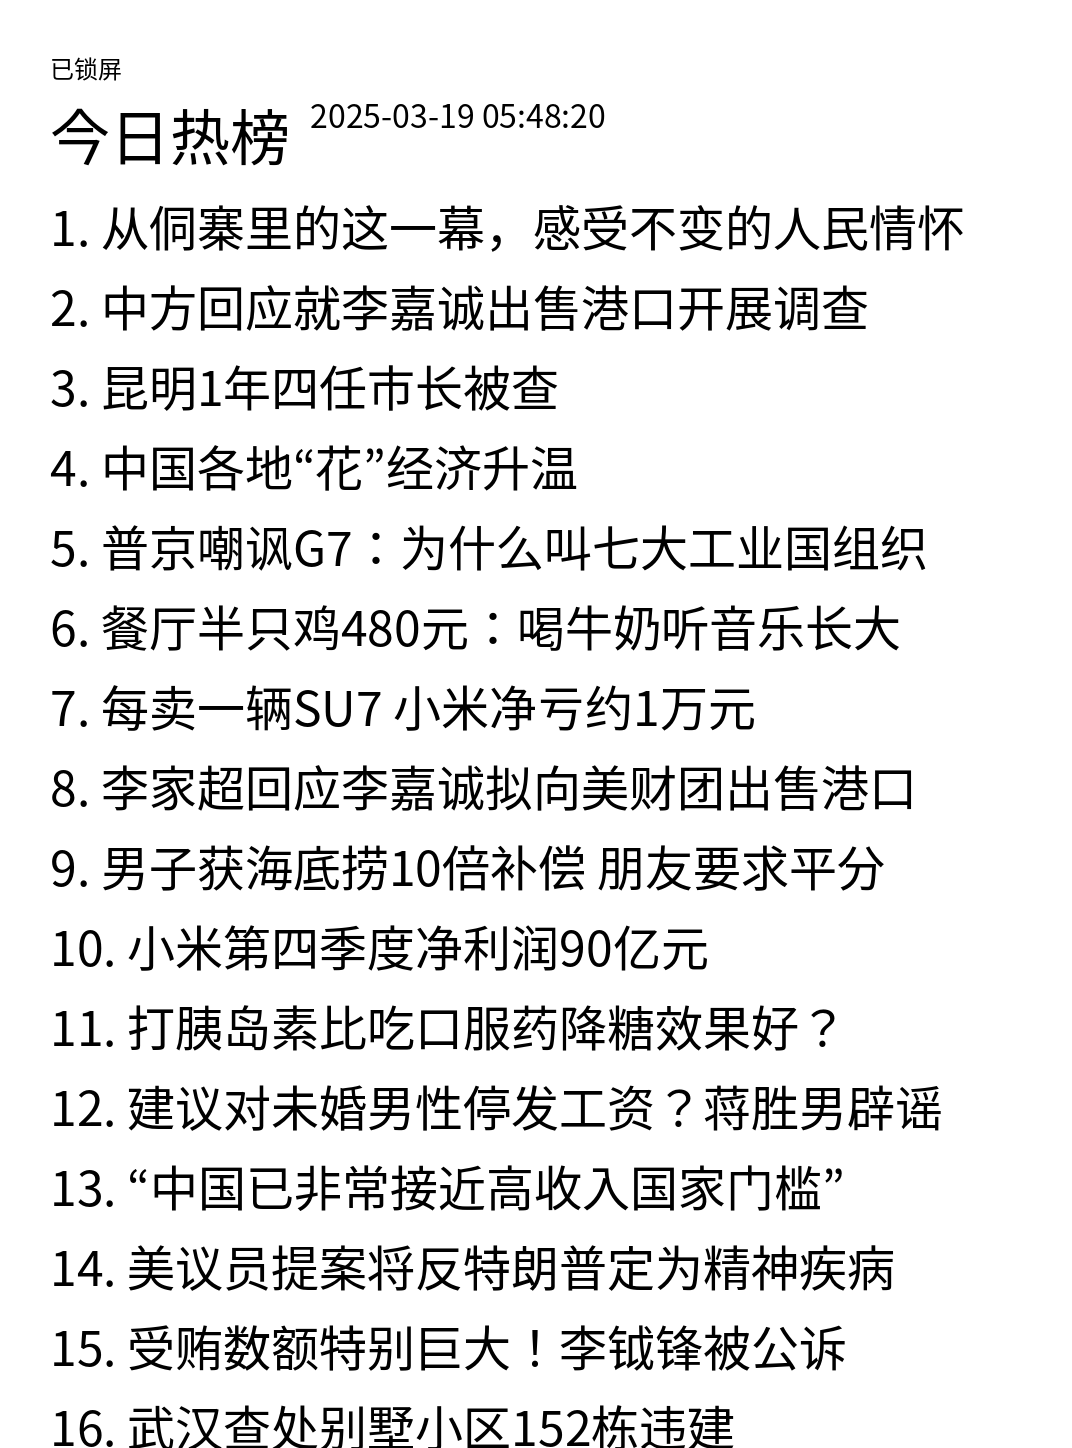 已锁屏
今日热榜 2025-03-19 05:48:20
1. 从侗寨里的这一幕，感受不变的人民情怀
2. 中方回应就李嘉诚出售港口开展调查
3. 昆明1年四任市长被查
4. 中国各地“花”经济升温
5. 普京嘲讽G7：为什么叫七大工业国组织
6. 餐厅半只鸡480元：喝牛奶听音乐长大
7. 每卖一辆SU7 小米净亏约1万元
8. 李家超回应李嘉诚拟向美财团出售港口
9. 男子获海底捞10倍补偿 朋友要求平分
10. 小米第四季度净利润90亿元
11. 打胰岛素比吃口服药降糖效果好？
12. 建议对未婚男性停发工资？蒋胜男辟谣
13. “中国已非常接近高收入国家门槛”
14. 美议员提案将反特朗普定为精神疾病
15. 受贿数额特别巨大！李钺锋被公诉
16. 武汉查处别墅小区152栋违建